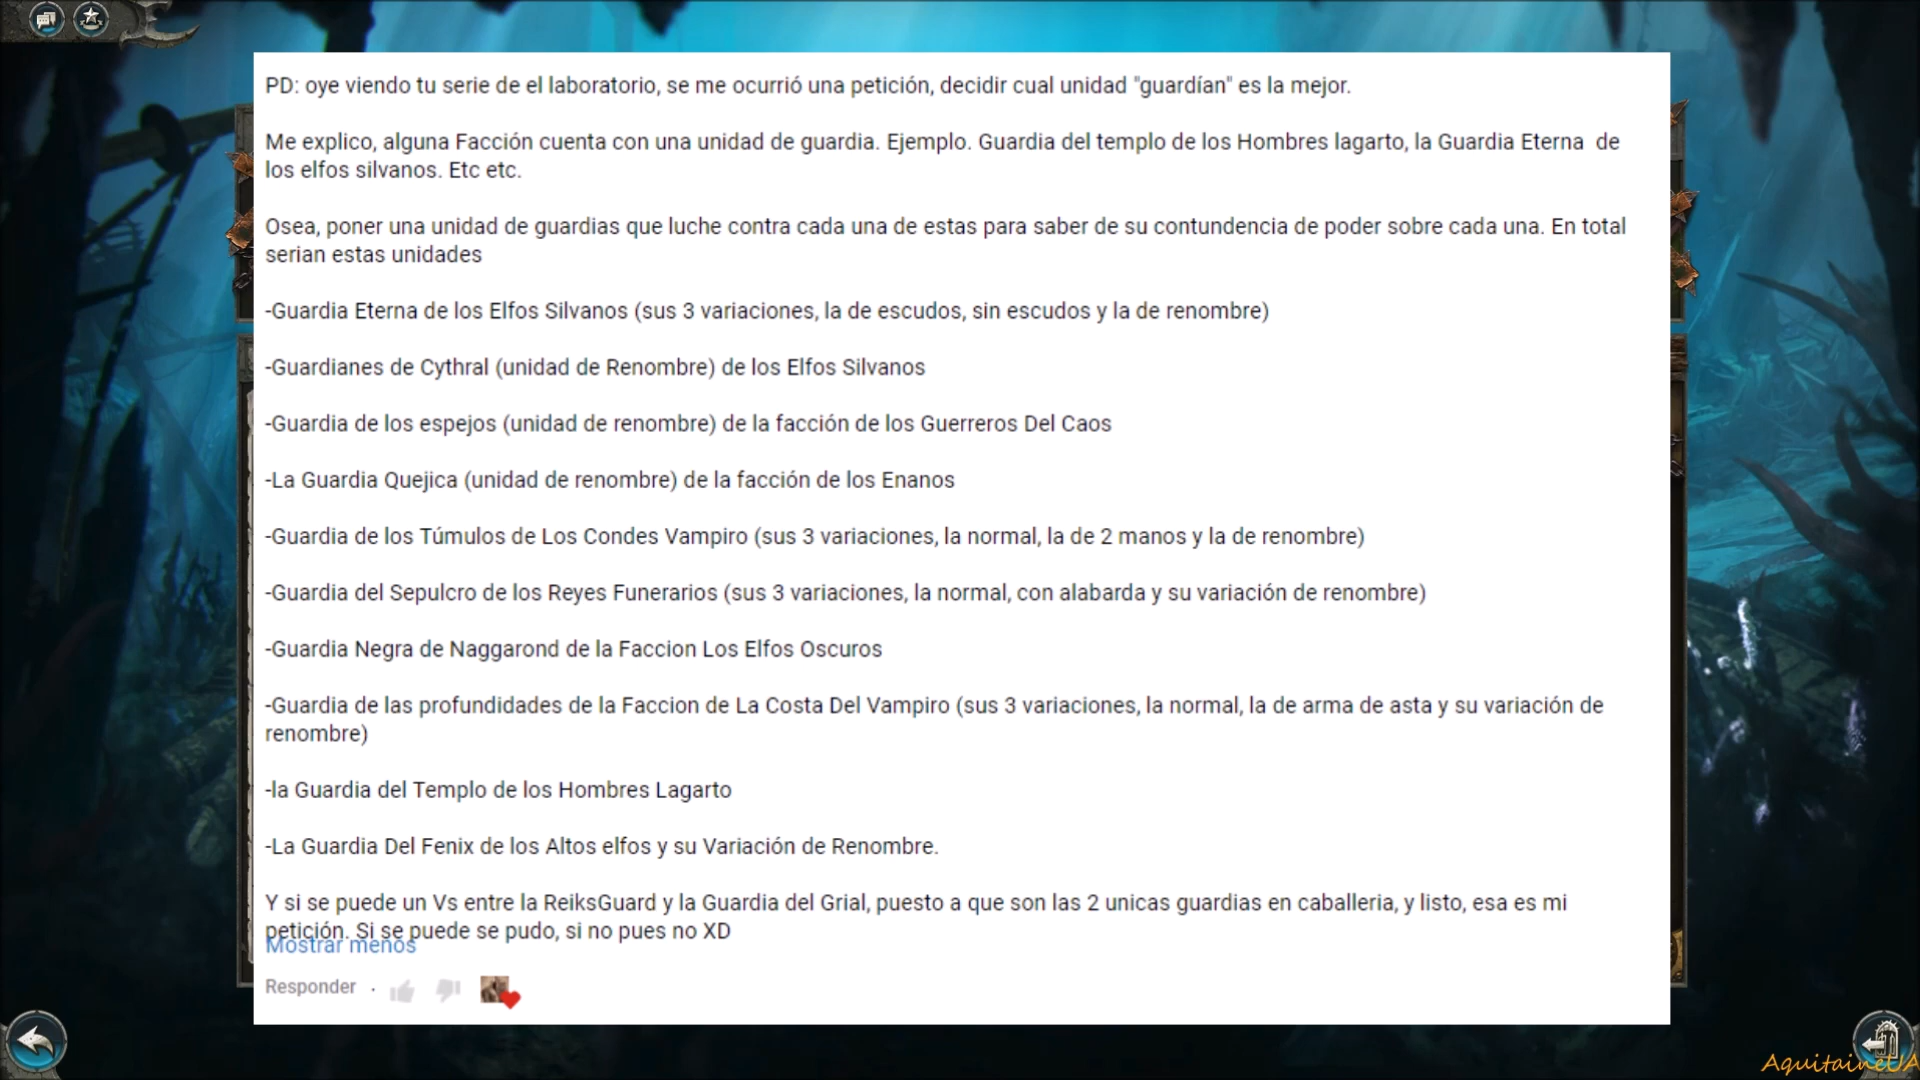 PD: oye viendo tu serie de el laboratorio, se me ocurrió una petición, decidir cual unidad "guardían" es la mejor.
Me explico, alguna Facción cuenta con una unidad de guardia. Ejemplo. Guardia del templo de los Hombres lagarto, la Guardia Eterna  de
los elfos silvanos. Etc etc.
Osea, poner una unidad de guardias que luche contra cada una de estas para saber de su contundencia de poder sobre cada una. En total
serian estas unidades
-Guardia Eterna de los Elfos Silvanos (sus 3 variaciones, la de escudos, sin escudos y la de renombre)
-Guardianes de Cythral (unidad de Renombre) de los Elfos Silvanos
-Guardia de los espejos (unidad de renombre) de la facción de los Guerreros Del Caos
-La Guardia Quejica (unidad de renombre) de la facción de los Enanos
-Guardia de los Túmulos de Los Condes Vampiro (sus 3 variaciones, la normal, la de 2 manos y la de renombre)
-Guardia del Sepulcro de los Reyes Funerarios (sus 3 variaciones, la normal, con alabarda y su variación de renombre)
-Guardia Negra de Naggarond de la Faccion Los Elfos Oscuros
-Guardia de las profundidades de la Faccion de La Costa Del Vampiro (sus 3 variaciones, la normal, la de arma de asta y su variación de
renombre)
-la Guardia del Templo de los Hombres Lagarto
-La Guardia Del Fenix de los Altos elfos y su Variación de Renombre.
Y si se puede un Vs entre la ReiksGuard y la Guardia del Grial, puesto a que son las 2 unicas guardias en caballeria, y listo, esa es mi
petición. Si se puede se pudo, si no pues no XD
Mostrar menos
Responder ·